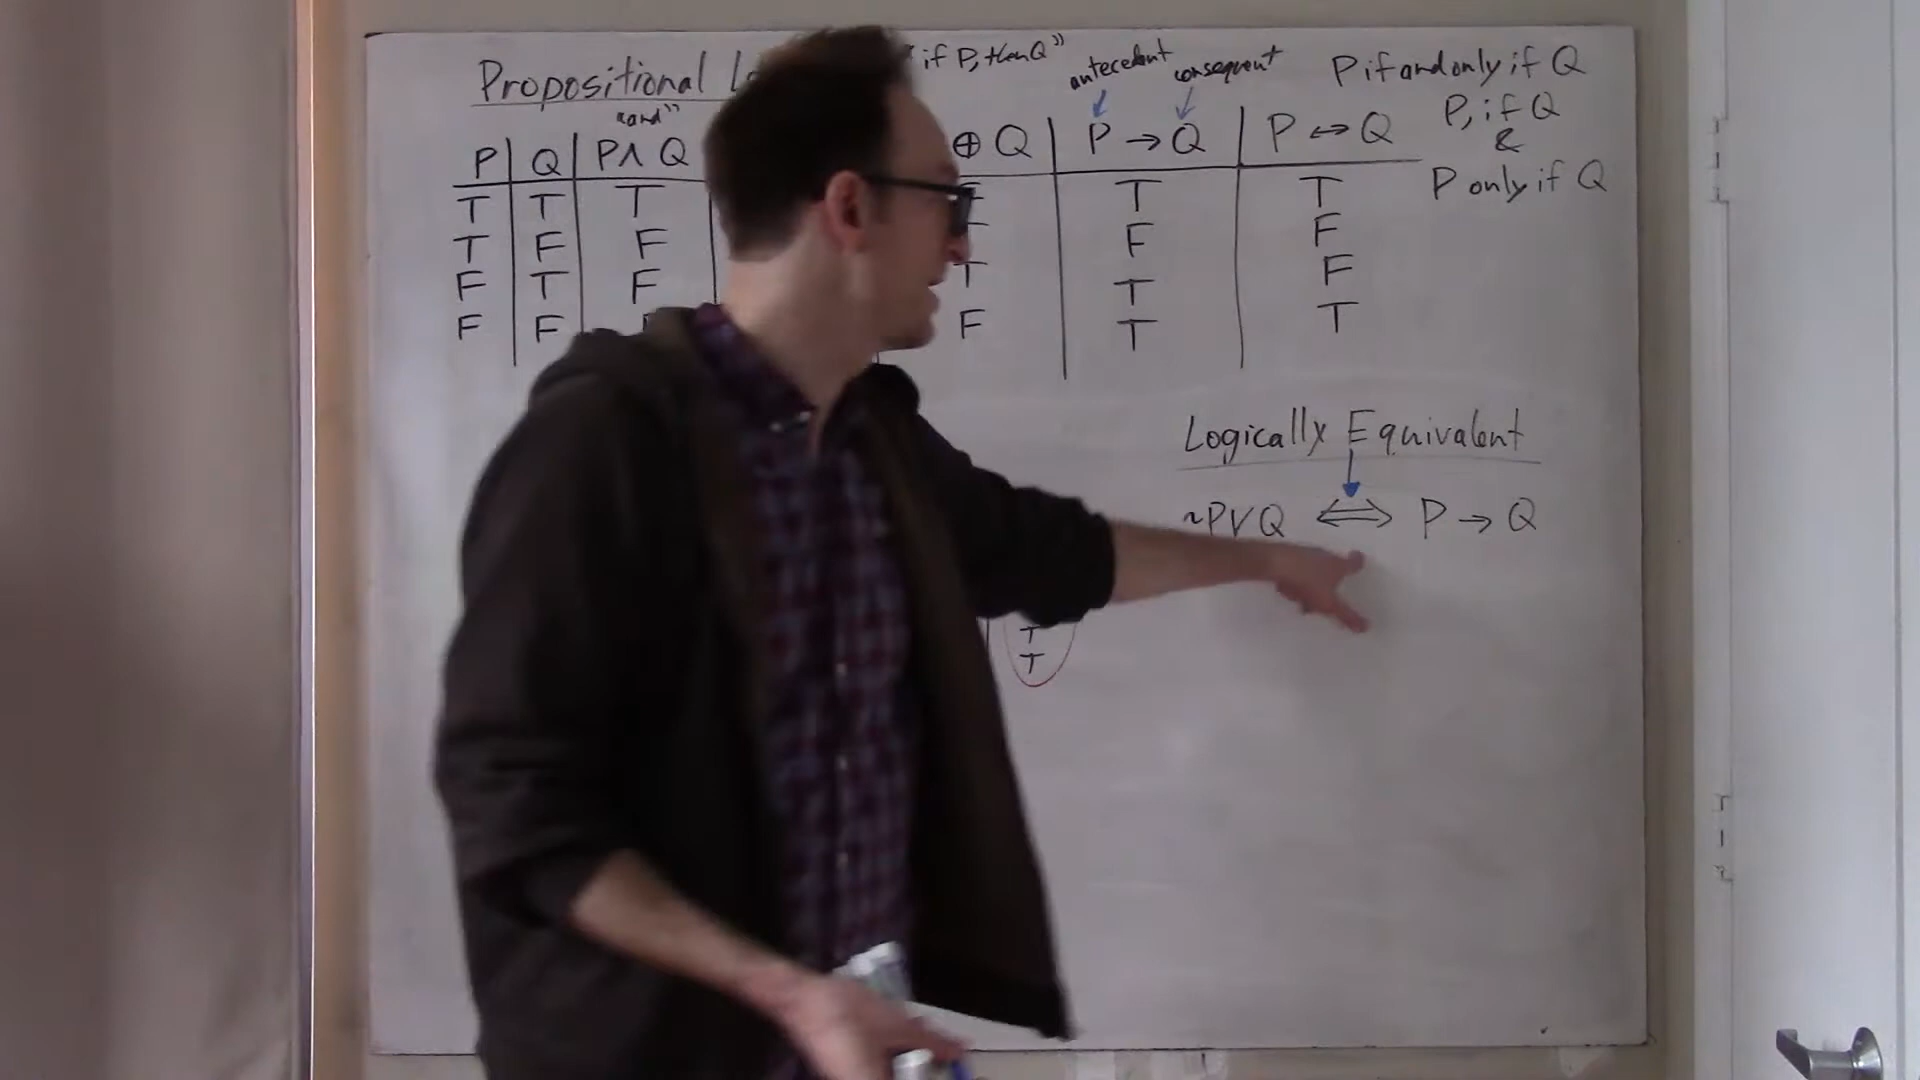 Propositional
"if P, then Q"
antecedent consequent
P if and only if Q
"and"
P, if Q
&
P only if Q
P Q P∧Q ⊕ Q P → Q P ↔ Q
T T T T T
T F F F F
F T F T T F
F F F T T
Logically Equivalent
~P∨Q ⟺ P → Q
T
T